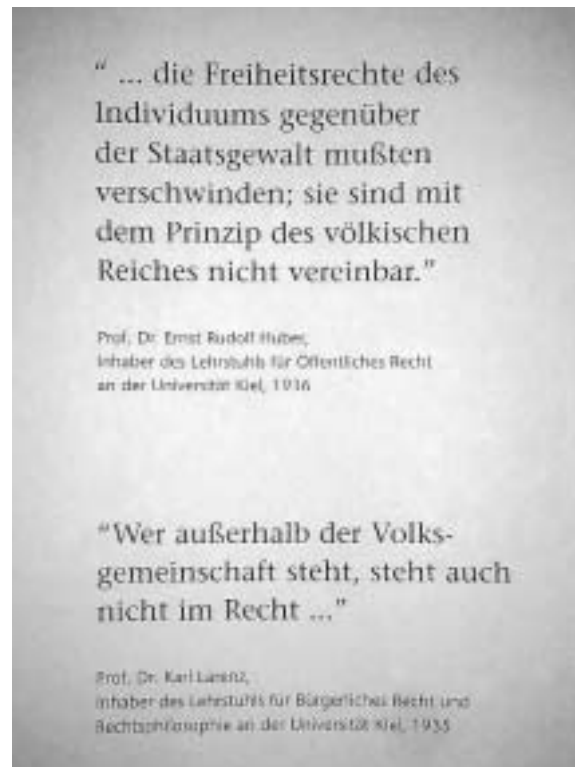 “ ... die Freiheitsrechte des
Individuums gegenüber
der Staatsgewalt mußten
verschwinden; sie sind mit
dem Prinzip des völkischen
Reiches nicht vereinbar.”
Prof. Dr. Ernst Rudolf Huber,
Inhaber des Lehrstuhls für Öffentliches Recht
an der Universität Kiel, 1936
“Wer außerhalb der Volks-
gemeinschaft steht, steht auch
nicht im Recht ...”
Prof. Dr. Karl Larenz,
Inhaber des Lehrstuhls für Bürgerliches Recht und
Rechtsphilosophie an der Universität Kiel, 1935